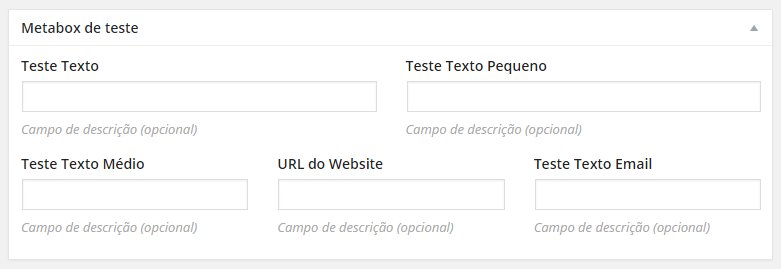 Metabox de teste
Teste Texto
Teste Texto Pequeno
Campo de descrição (opcional)
Campo de descrição (opcional)
Teste Texto Médio
URL do Website
Teste Texto Email
Campo de descrição (opcional)
Campo de descrição (opcional)
Campo de descrição (opcional)